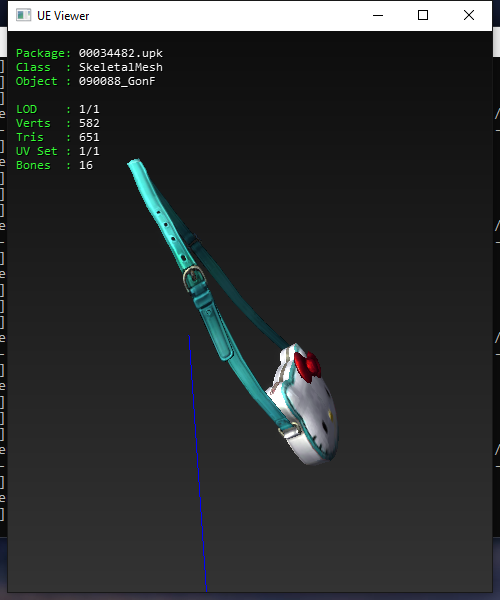 UE Viewer
Package: 00034482.upk
Class : SkeletalMesh
Object : 090088_GonF
LOD : 1/1
Verts : 582
Tris : 651
UV Set : 1/1
Bones : 16